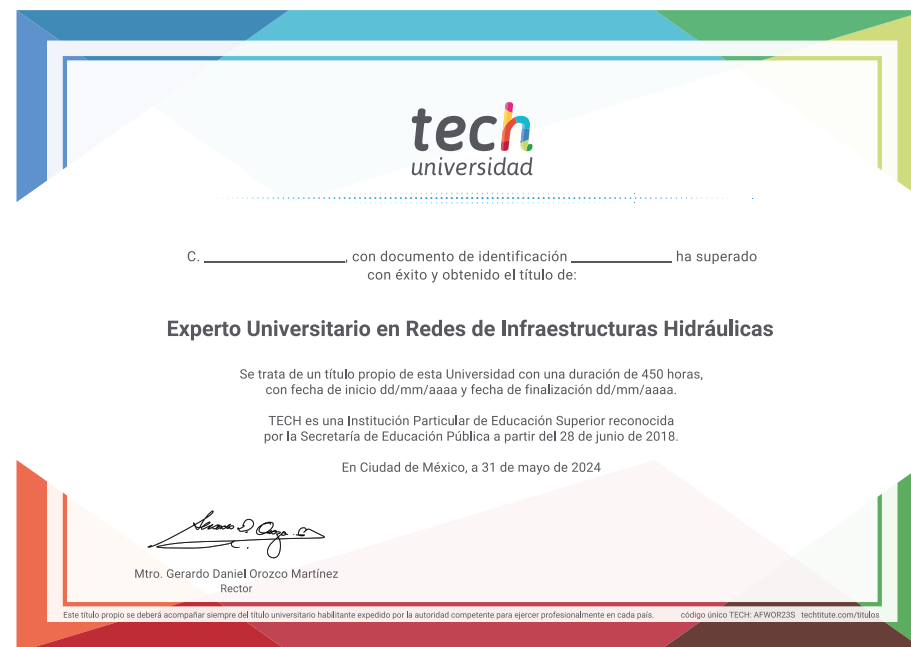 tech
universidad
C. ____________________, con documento de identificación ______________ ha superado
con éxito y obtenido el título de:
Experto Universitario en Redes de Infraestructuras Hidráulicas
Se trata de un título propio de esta Universidad con una duración de 450 horas,
con fecha de inicio dd/mm/aaaa y fecha de finalización dd/mm/aaaa.
TECH es una Institución Particular de Educación Superior reconocida
por la Secretaría de Educación Pública a partir del 28 de junio de 2018.
En Ciudad de México, a 31 de mayo de 2024
Mtro. Gerardo Daniel Orozco Martínez
Rector
Este título propio se deberá acompañar siempre del título universitario habilitante expedido por la autoridad competente para ejercer profesionalmente en cada país. código único TECH: AFWOR23S techtitute.com/titulos